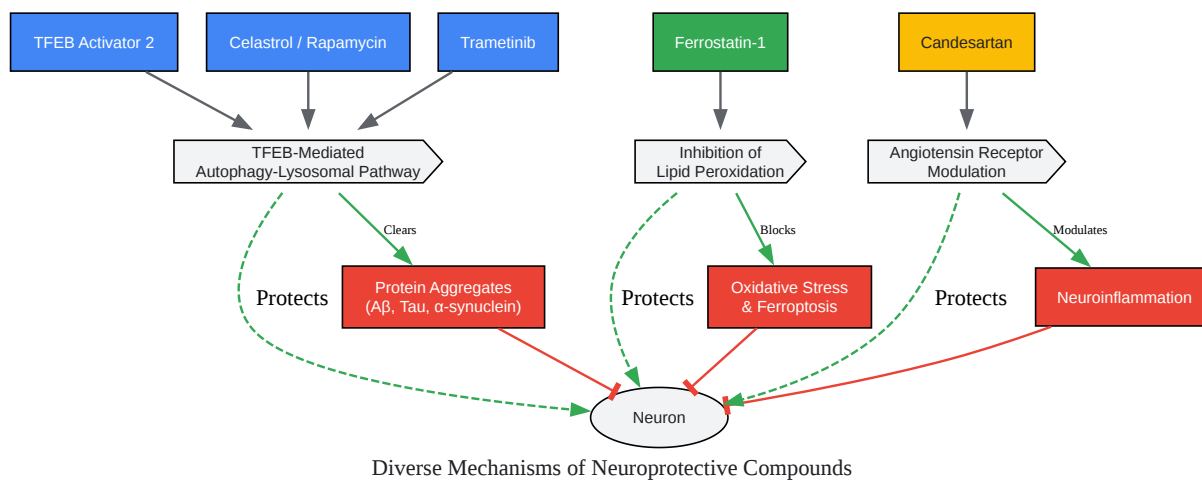 TFEB Activator 2
Celastrol / Rapamycin
Trametinib
Ferrostatin-1
Candesartan
TFEB-Mediated
Autophagy-Lysosomal Pathway
Inhibition of
Lipid Peroxidation
Angiotensin Receptor
Modulation
Clears
Blocks
Modulates
Protects
Protein Aggregates
(Aβ, Tau, α-synuclein)
Protects
Oxidative Stress
& Ferroptosis
Protects
Neuroinflammation
Neuron
Diverse Mechanisms of Neuroprotective Compounds